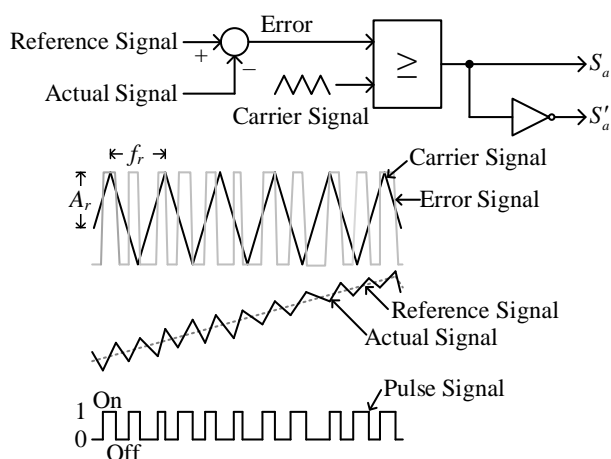 Reference Signal
+
Error
−
Actual Signal
Carrier Signal
≥
S_a
S'_a
f_r
A_r
Carrier Signal
Error Signal
Reference Signal
Actual Signal
Pulse Signal
1
On
0
Off